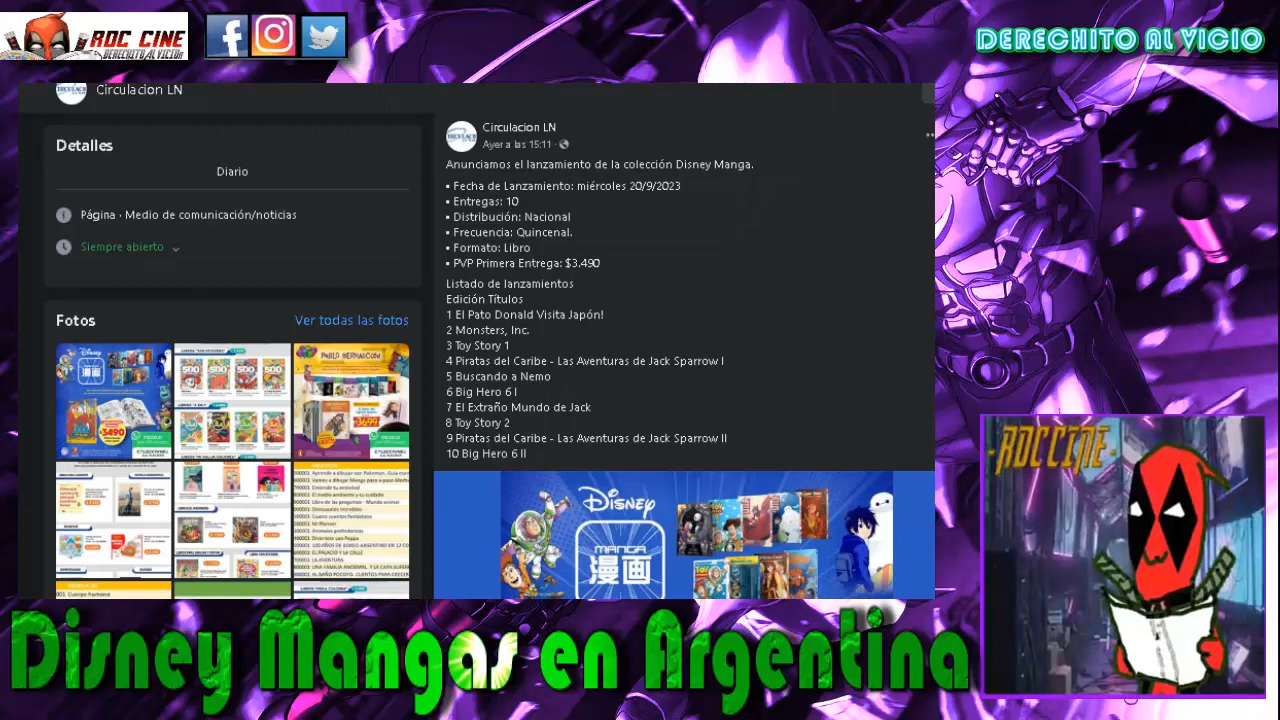 ROC CINE
DERECHITO AL VICIO
DERECHITO AL VICIO
Circulacion LN
Detalles
Diario
Página · Medio de comunicación/noticias
Siempre abierto
Fotos
Ver todas las fotos
Circulacion LN
Ayer a las 15:11 ·
Anunciamos el lanzamiento de la colección Disney Manga.
▪ Fecha de Lanzamiento: miércoles 20/9/2023
▪ Entregas: 10
▪ Distribución: Nacional
▪ Frecuencia: Quincenal.
▪ Formato: Libro
▪ PVP Primera Entrega: $3.490
Listado de lanzamientos
Edición Títulos
1 El Pato Donald Visita Japón!
2 Monsters, Inc.
3 Toy Story 1
4 Piratas del Caribe - Las Aventuras de Jack Sparrow I
5 Buscando a Nemo
6 Big Hero 6 I
7 El Extraño Mundo de Jack
8 Toy Story 2
9 Piratas del Caribe - Las Aventuras de Jack Sparrow II
10 Big Hero 6 II
Disney
MANGA
漫画
ROCCINE
Disney Mangas en Argentina